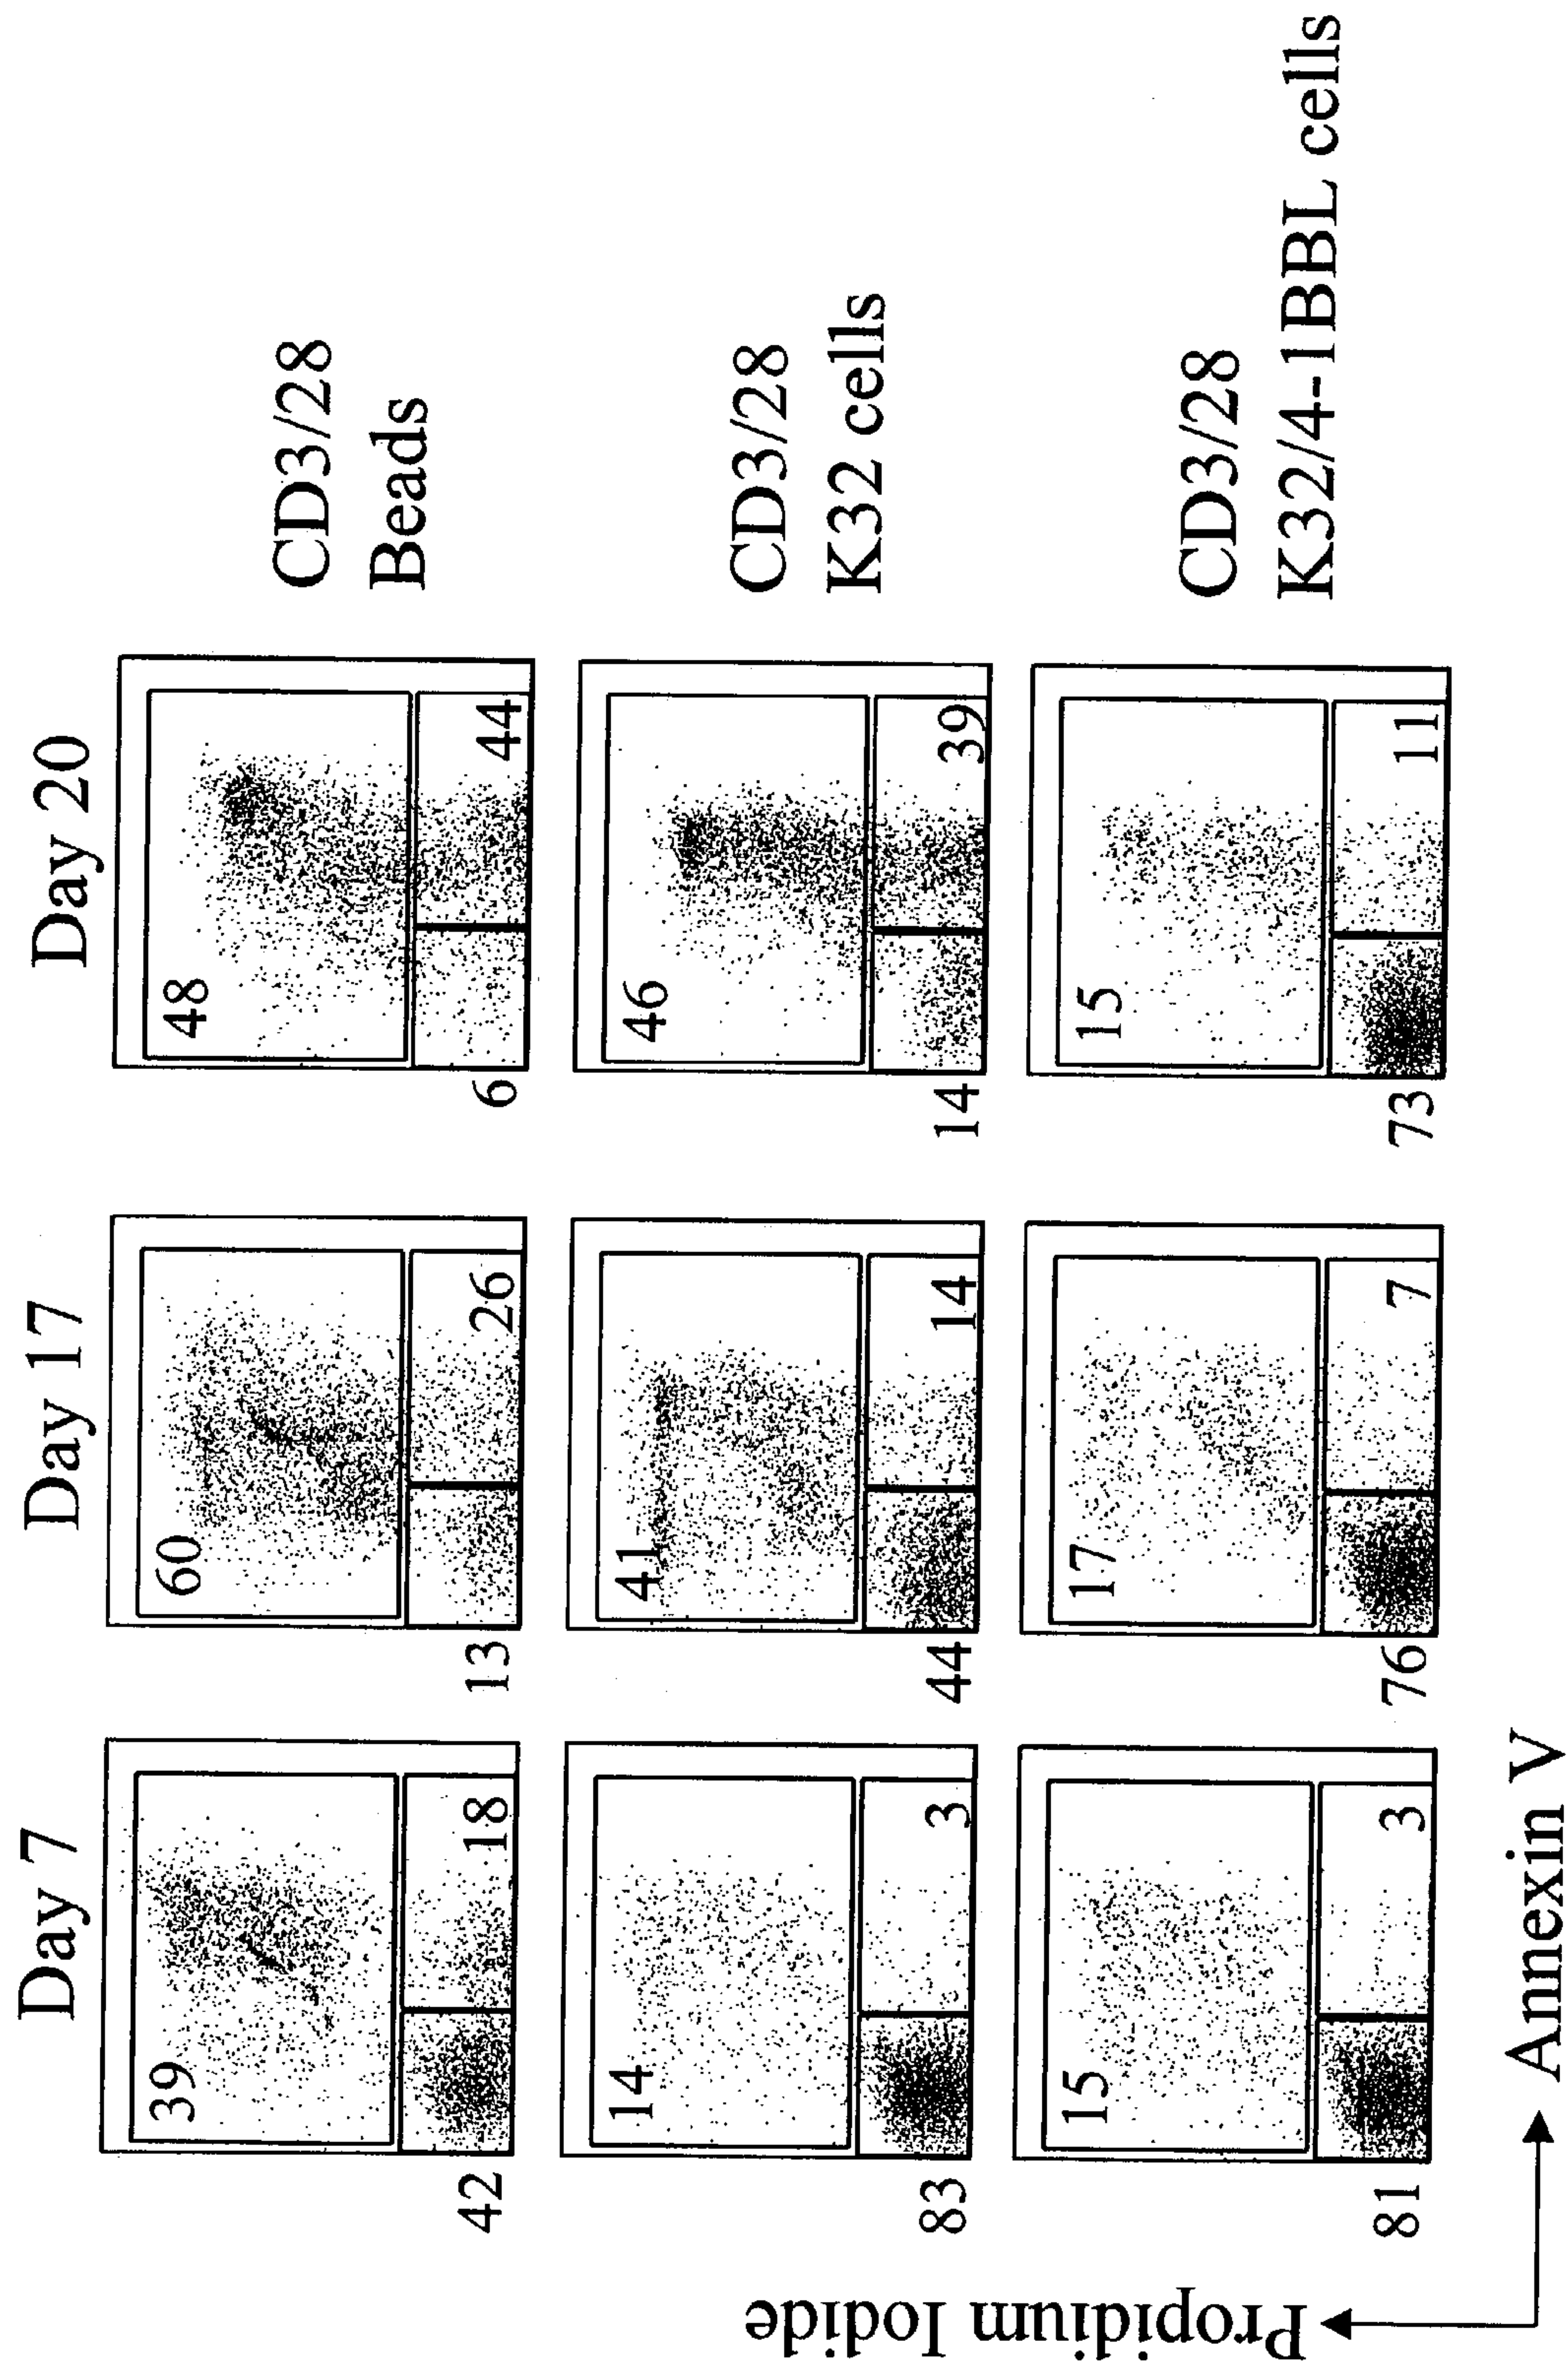 Day 7
Day 17
Day 20
39
18
42
60
26
13
48
44
6
CD3/28
Beads
14
3
83
41
14
44
46
39
14
CD3/28
K32 cells
15
3
81
17
7
76
15
11
73
CD3/28
K32/4-1BBL cells
Propidium Iodide
Annexin V